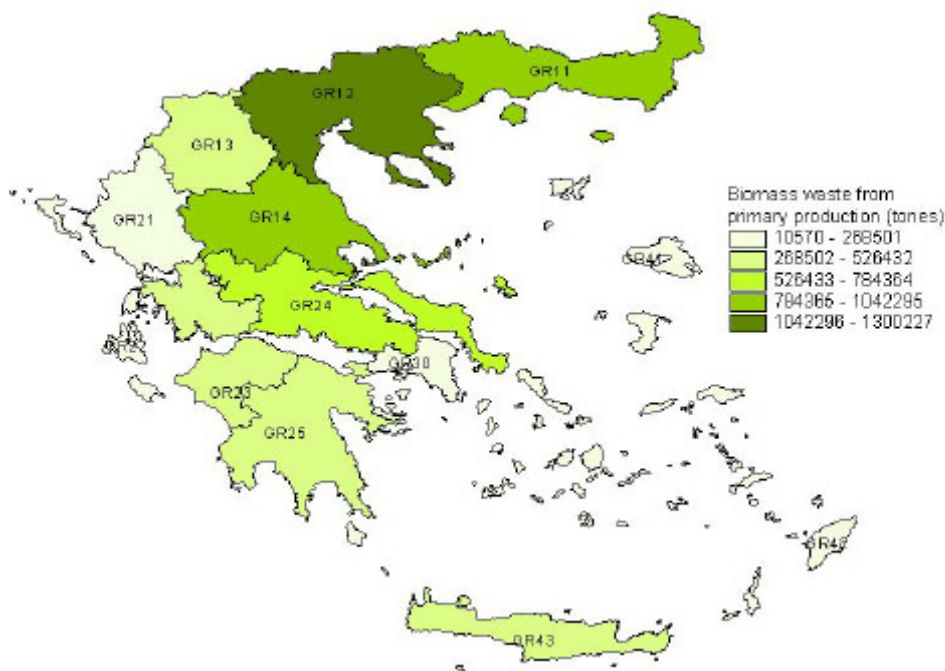 GR11
GR12
GR13
GR21
GR14
GR24
GR30
GR23
GR25
GR43
Biomass waste from
primary production (tones)
10570 - 268501
268502 - 526432
526433 - 784364
784365 - 1042295
1042296 - 1300227